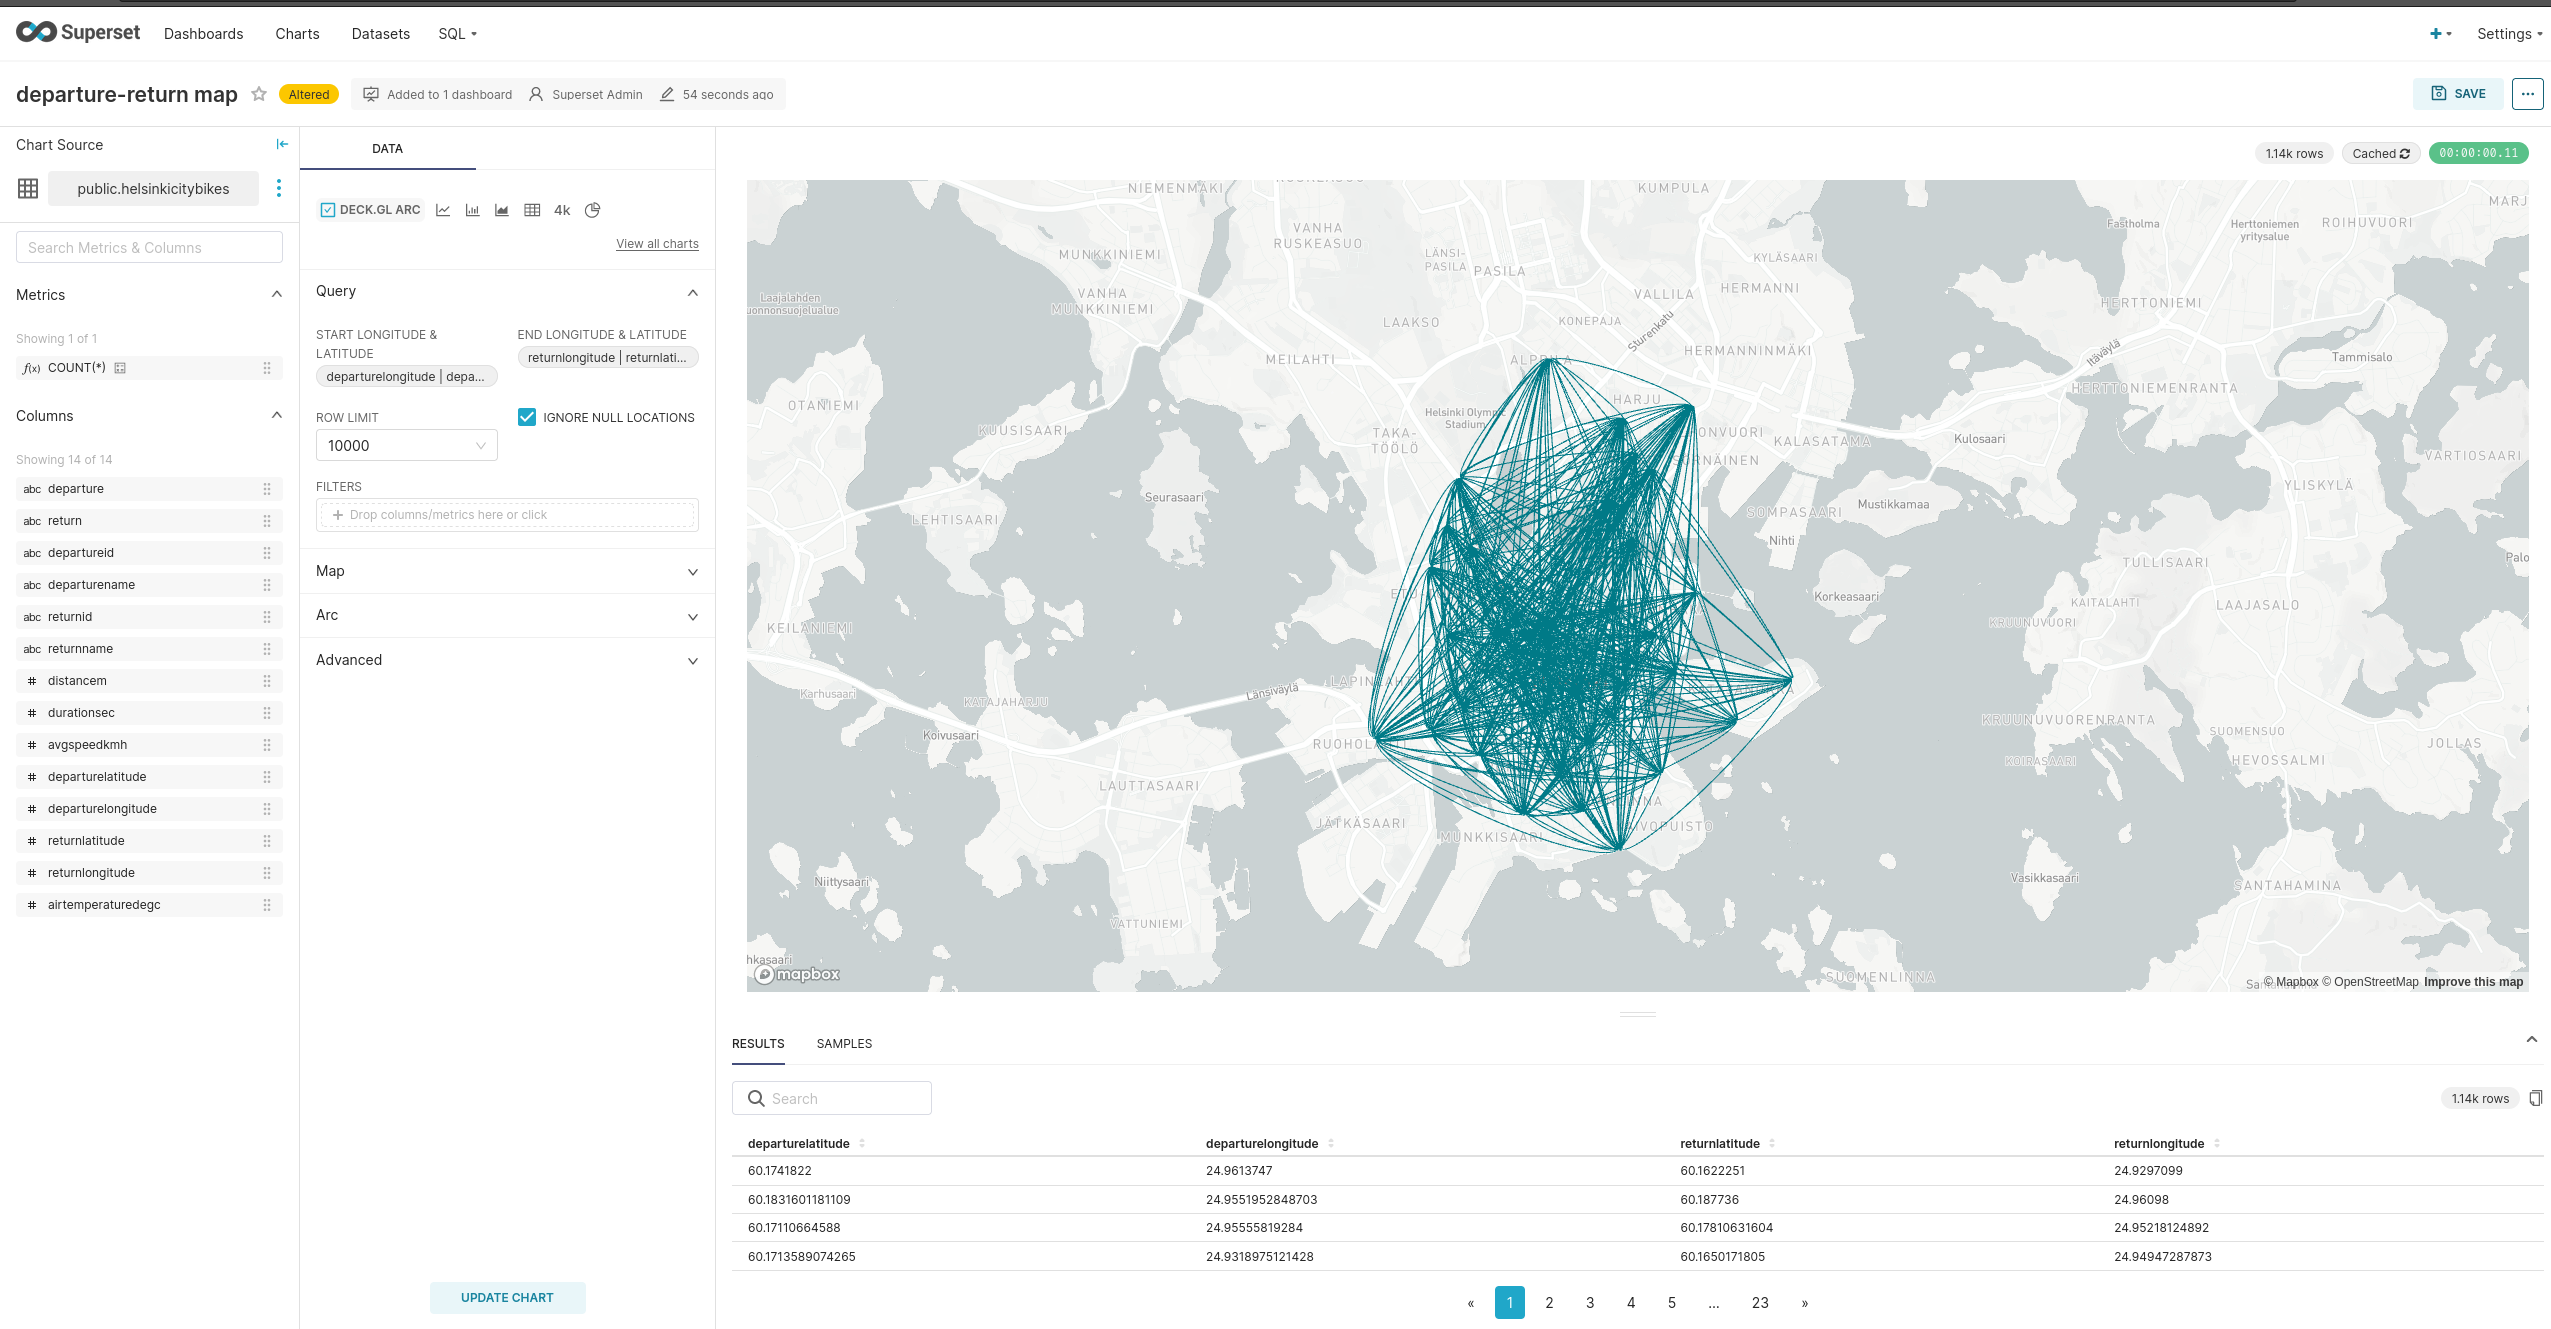 Superset
Dashboards
Charts
Datasets
SQL
Settings
departure-return map
Altered
Added to 1 dashboard
Superset Admin
54 seconds ago
SAVE
Chart Source
public.helsinkicitybikes
Search Metrics & Columns
Metrics
Showing 1 of 1
f(x) COUNT(*)
Columns
Showing 14 of 14
abc departure
abc return
abc departureid
abc departurename
abc returnid
abc returnname
# distancem
# durationsec
# avgspeedkmh
# departurelatitude
# departurelongitude
# returnlatitude
# returnlongitude
# airtemperaturedegc
DATA
DECK.GL ARC
4k
View all charts
Query
START LONGITUDE &
LATITUDE
departurelongitude | depa...
END LONGITUDE & LATITUDE
returnlongitude | returnlati...
ROW LIMIT
10000
IGNORE NULL LOCATIONS
FILTERS
+ Drop columns/metrics here or click
Map
Arc
Advanced
UPDATE CHART
1.14k rows
Cached
00:00:00.11
NIEMENMÄKI
KUMPULA
VANHA
RUSKEASUO
Fastholma
Herttoniemen
yritysalue
ROIHUVUORI
MARJ
MUNKKINIEMI
LÄNSI-
PASILA
PASILA
KYLÄSAARI
Laajalahden
uonnonsuojelualue
VANHA
MUNKKINIEMI
VALLILA
HERMANNI
HERTTONIEMI
LAAKSO
KONEPAJA
Sturenkatu
MEILAHTI
HERMANNINMÄKI
Itäväylä
Tammisalo
HERTTONIEMENRANTA
OTANIEMI
HARJU
Helsinki Olympic
Stadium
KUUSISAARI
TAKA-
TÖÖLÖ
ONVUORI
KALASATAMA
Kulosaari
SÖRNÄINEN
VARTIOSAARI
YLISKYLÄ
Seurasaari
Mustikkamaa
LEHTISAARI
SOMPASAARI
Nihti
TULLISAARI
Palo
Korkeasaari
KAITALAHTI
LAAJASALO
KEILANIEMI
KRUUNUVUORI
Karhusaari
Länsiväylä
KATAJAHARJU
KRUUNUVUORENRANTA
Koivusaari
SUOMENSUO
JOLLAS
RUOHOLA
KOIRASAARI
HEVOSSALMI
LAUTTASAARI
JÄTKÄSAARI
MUNKKISAARI
IVOPUISTO
Niittysaari
Vasikkasaari
SANTAHAMINA
VATTUNIEMI
hkasaari
SUOMENLINNA
mapbox
© Mapbox © OpenStreetMap Improve this map
RESULTS
SAMPLES
Search
1.14k rows
departurelatitude departurelongitude returnlatitude returnlongitude
60.1741822 24.9613747 60.1622251 24.9297099
60.1831601181109 24.9551952848703 60.187736 24.96098
60.17110664588 24.95555819284 60.17810631604 24.95218124892
60.1713589074265 24.9318975121428 60.1650171805 24.94947287873
« 1 2 3 4 5 ... 23 »